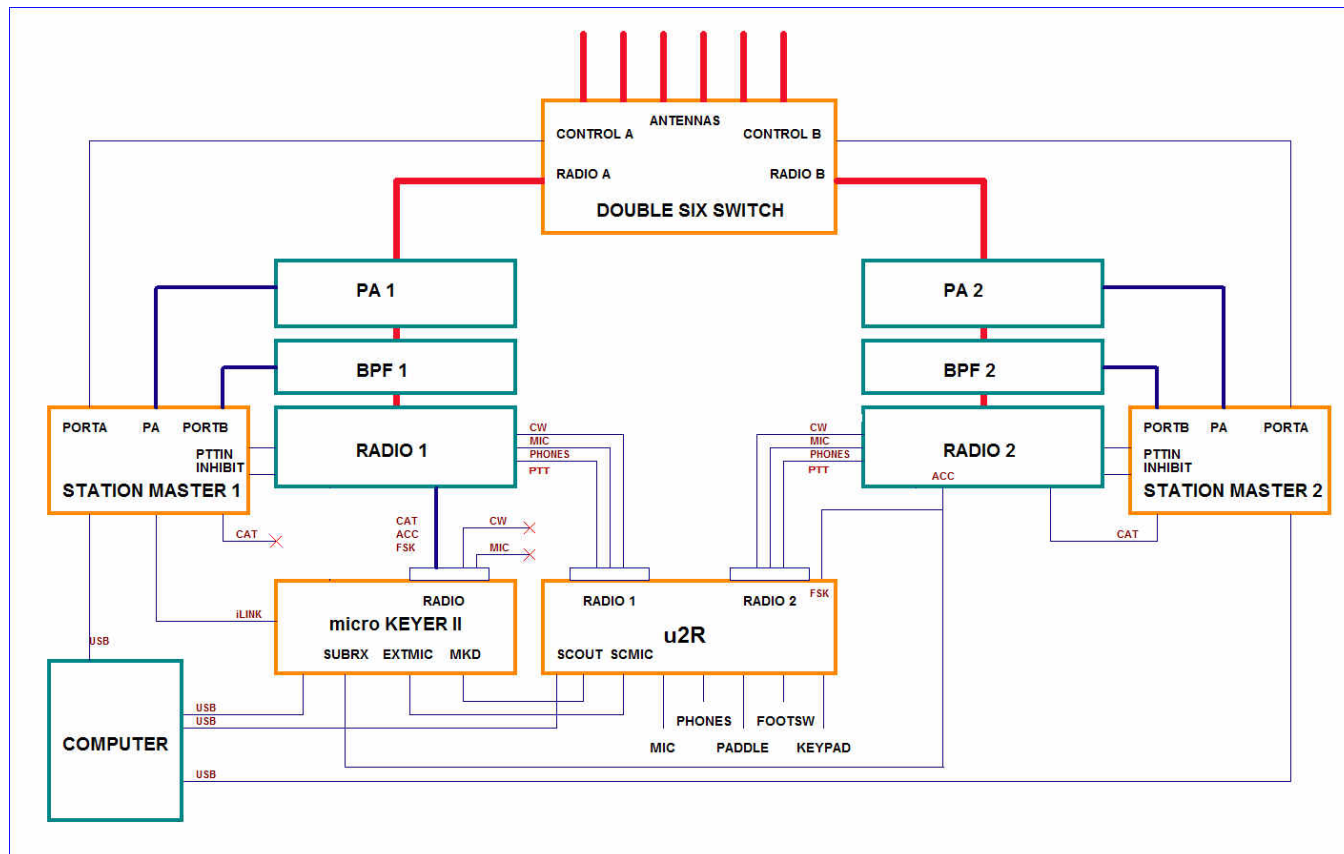 ANTENNAS
CONTROL A
CONTROL B
RADIO A
RADIO B
DOUBLE SIX SWITCH
PA 1
PA 2
BPF 1
BPF 2
PORTA
PA
PORTB
PTTIN
INHIBIT
STATION MASTER 1
RADIO 1
CW
MIC
PHONES
PTT
CW
MIC
PHONES
PTT
RADIO 2
ACC
PORTB
PA
PORTA
PTTIN
INHIBIT
STATION MASTER 2
CAT
CAT
ACC
FSK
CW
MIC
CAT
RADIO
micro KEYER II
SUBRX
EXTMIC
MKD
RADIO 1
RADIO 2
FSK
u2R
SCOUT
SCMIC
iLINK
USB
USB
USB
COMPUTER
USB
PHONES
FOOTSW
MIC
PADDLE
KEYPAD